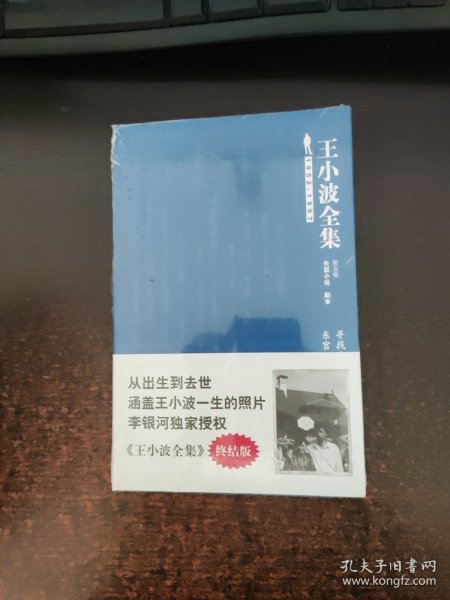 王小波全集
1952-1997
第五卷
长篇小说 剧本
寻找
东宫
从出生到去世
涵盖王小波一生的照片
李银河独家授权
《王小波全集》 终结版
孔夫子旧书网
www.kongfz.com